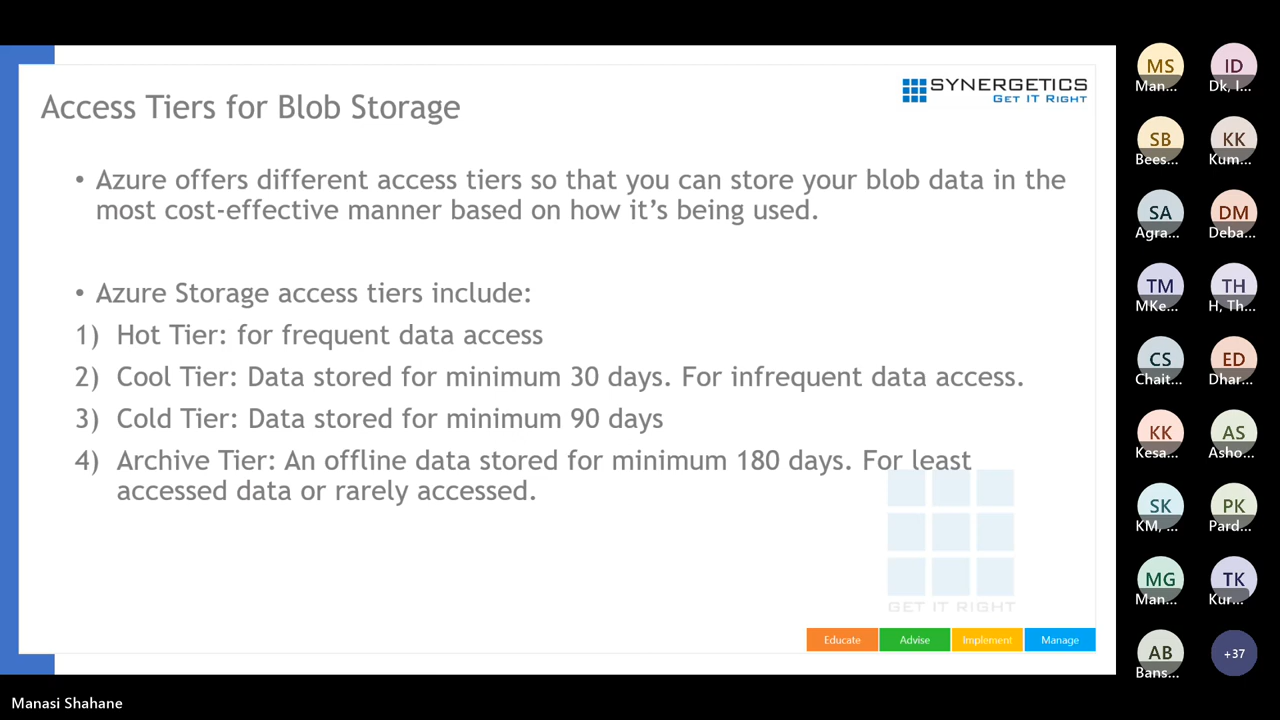 Access Tiers for Blob Storage
SYNERGETICS
GET IT RIGHT
• Azure offers different access tiers so that you can store your blob data in the
most cost-effective manner based on how it’s being used.
• Azure Storage access tiers include:
1) Hot Tier: for frequent data access
2) Cool Tier: Data stored for minimum 30 days. For infrequent data access.
3) Cold Tier: Data stored for minimum 90 days
4) Archive Tier: An offline data stored for minimum 180 days. For least
accessed data or rarely accessed.
GET IT RIGHT
Educate Advise Implement Manage
MS ID
Man... Dk, I...
SB KK
Bees... Kum...
SA DM
Agra... Deba...
TM TH
MKe... H, Th...
CS ED
Chait... Dhar...
KK AS
Kesa... Asho...
SK PK
KM, ... Pard...
MG TK
Man... Kur...
AB +37
Bans...
Manasi Shahane